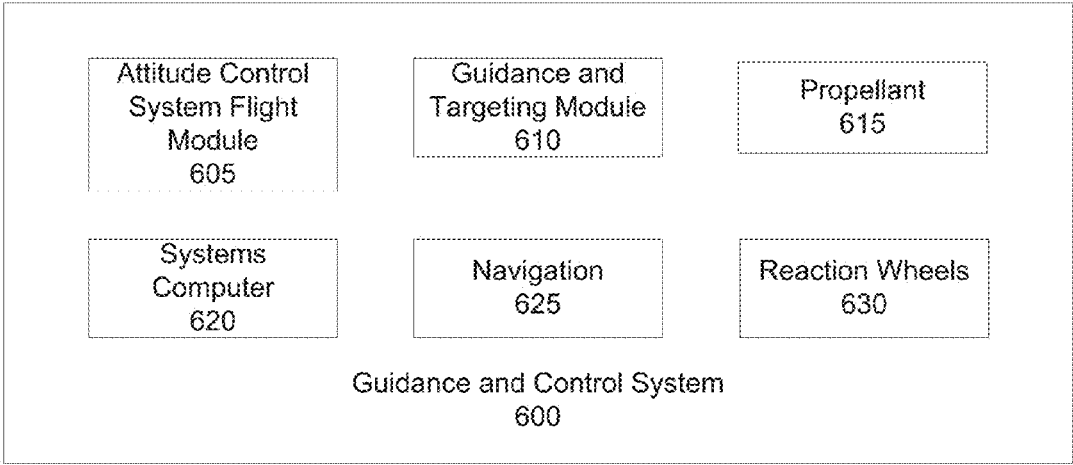 Attitude Control
System Flight
Module
605
Guidance and
Targeting Module
610
Propellant
615
Systems
Computer
620
Navigation
625
Reaction Wheels
630
Guidance and Control System
600